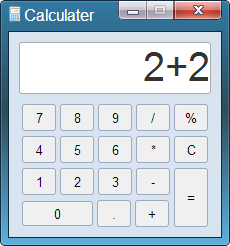 Calculater
2+2
7 8 9 / %
4 5 6 * C
1 2 3 - =
0 . +